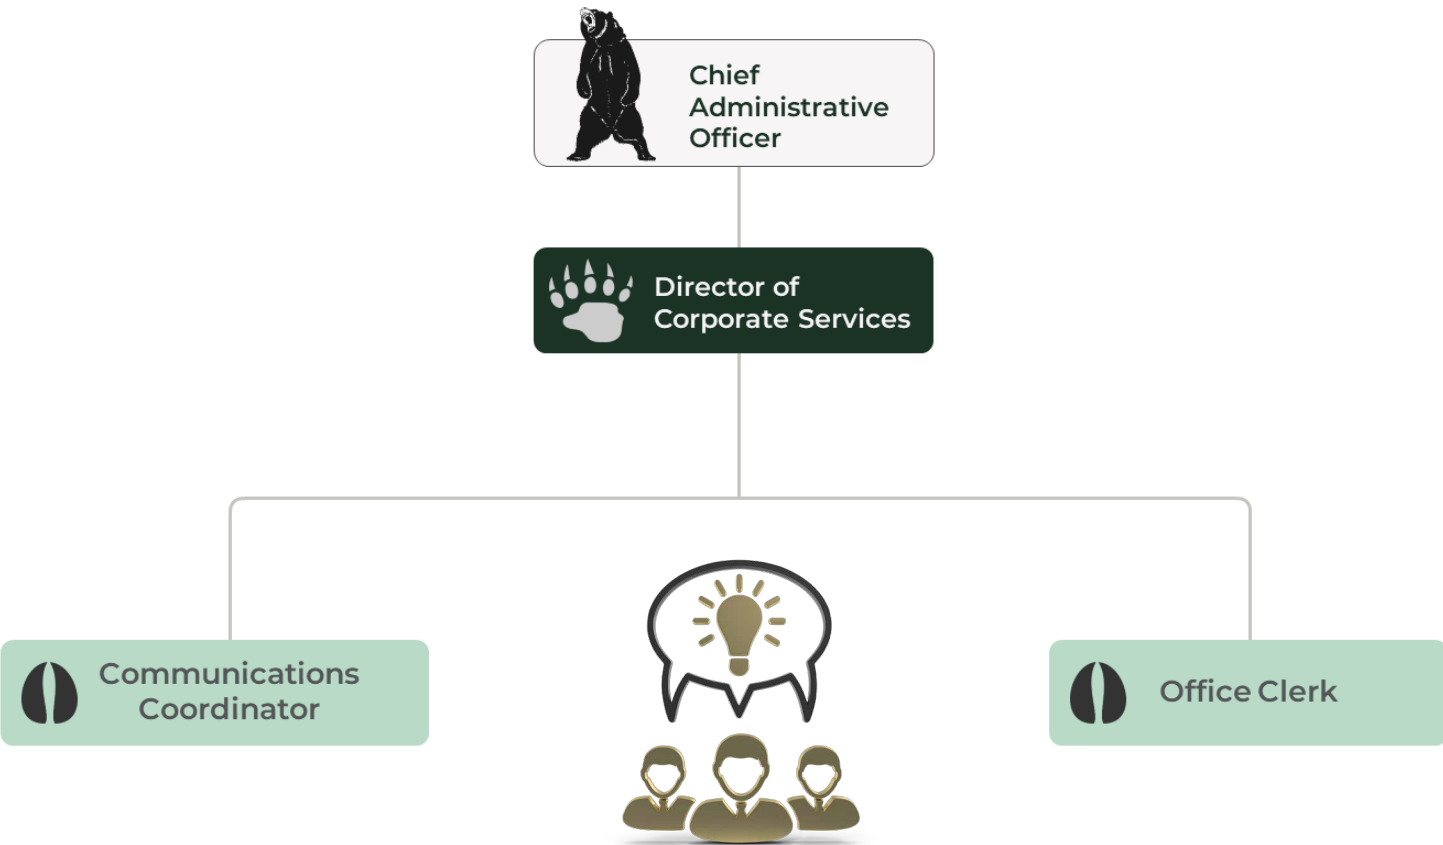 Chief
Administrative
Officer
Director of
Corporate Services
Communications
Coordinator
Office Clerk